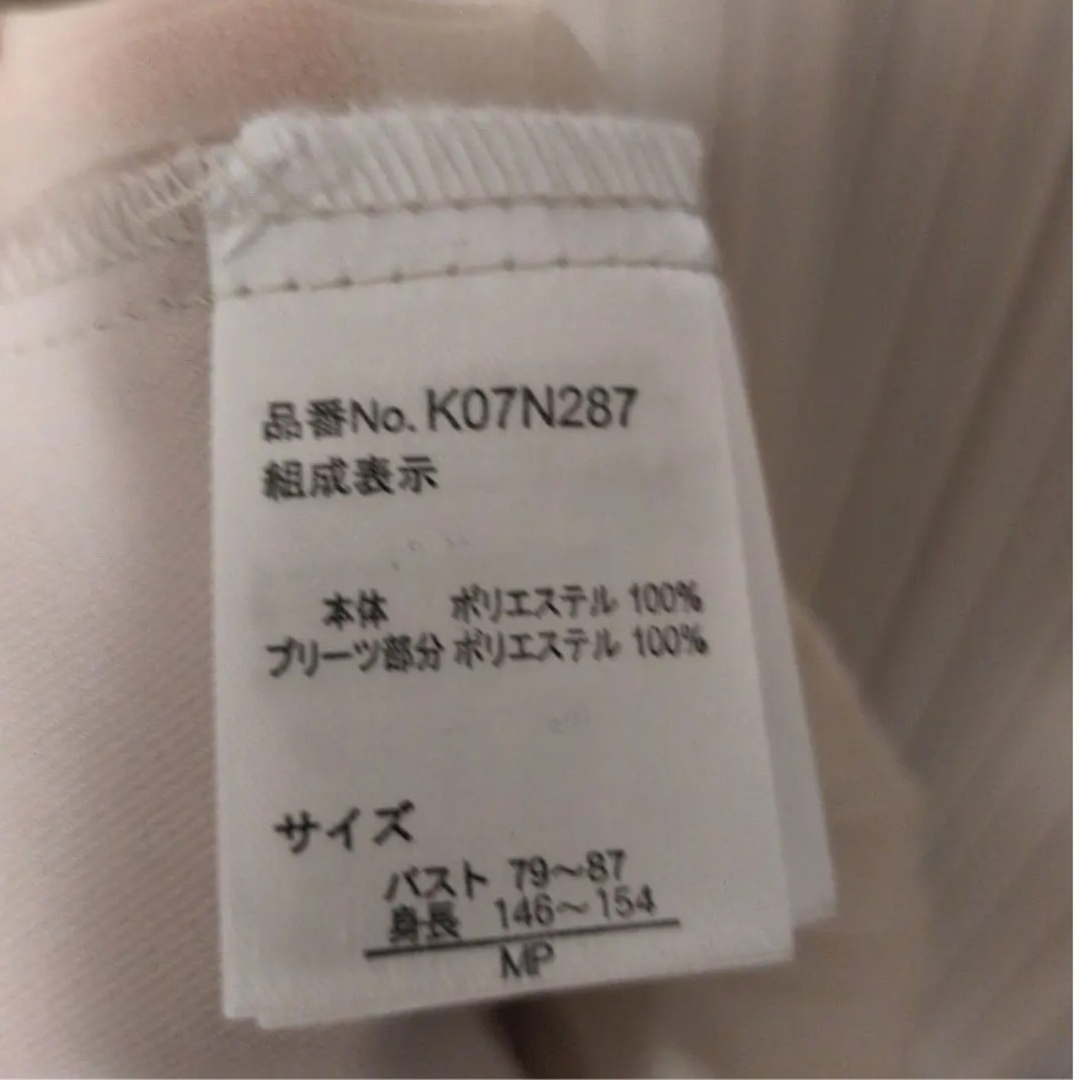 品番No. K07N287
組成表示
本体 ポリエステル 100%
プリーツ部分 ポリエステル 100%
サイズ
バスト 79〜87
身長 146〜154
MP